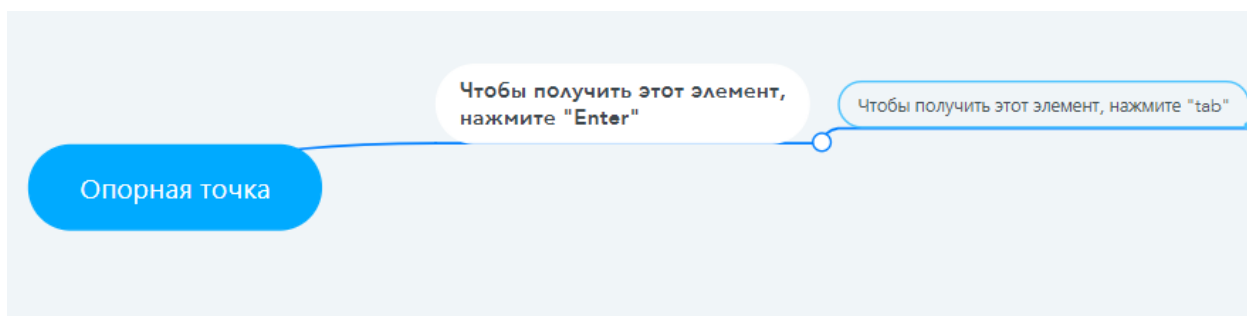 Чтобы получить этот элемент,
нажмите "Enter"
Чтобы получить этот элемент, нажмите "tab"
Опорная точка